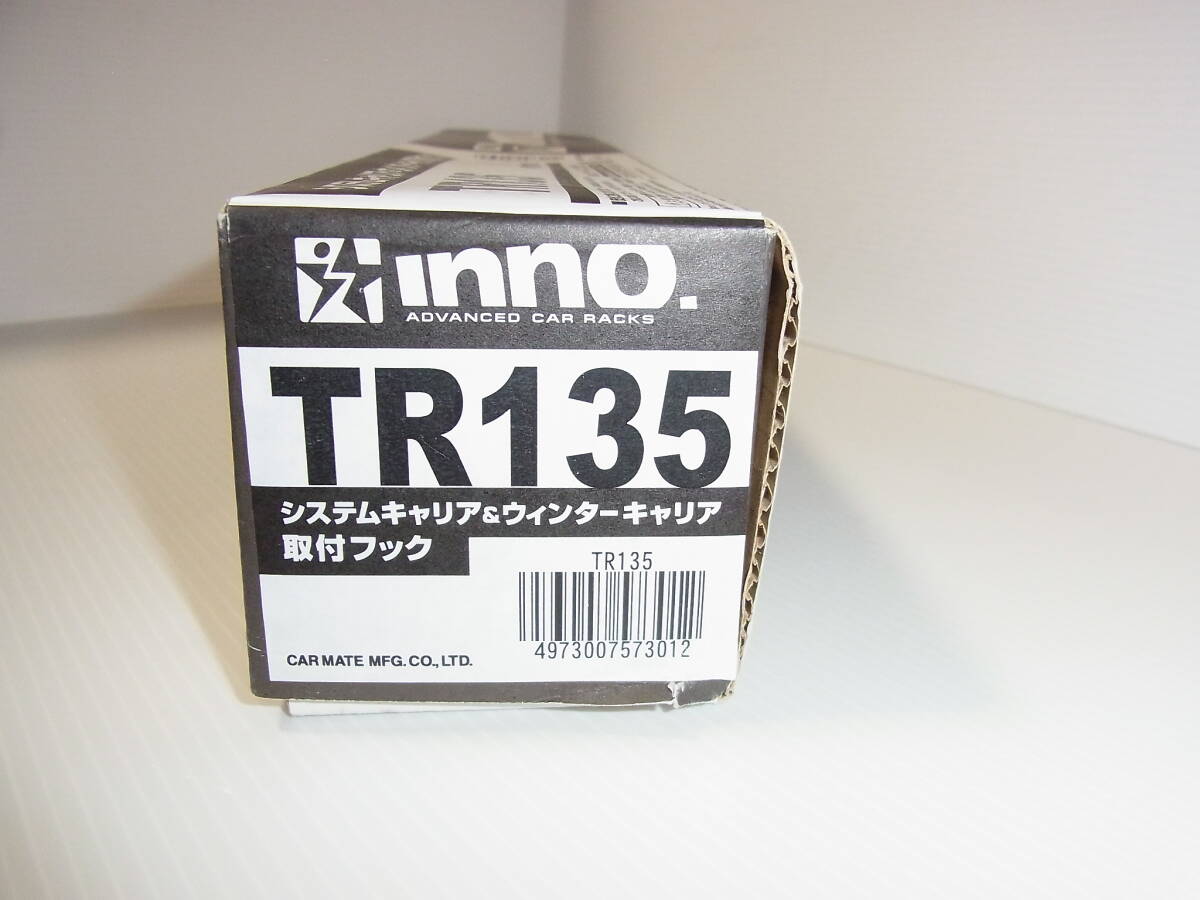 inno.
ADVANCED CAR RACKS
TR135
システムキャリア&ウィンターキャリア
取付フック
TR135
4973007573012
CAR MATE MFG. CO., LTD.